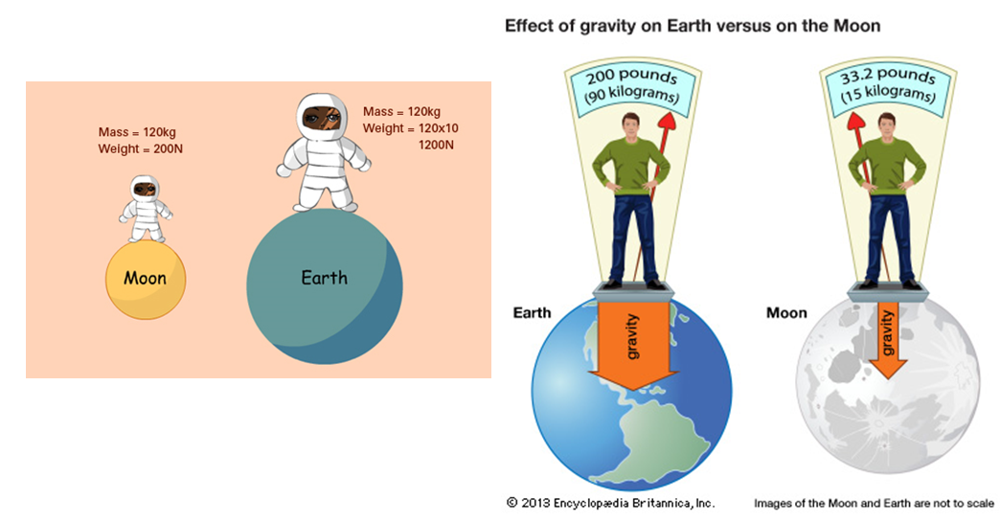 Mass = 120kg
Weight = 200N
Mass = 120kg
Weight = 120x10
1200N
Moon
Earth
Effect of gravity on Earth versus on the Moon
200 pounds
(90 kilograms)
33.2 pounds
(15 kilograms)
Earth
gravity
Moon
gravity
© 2013 Encyclopædia Britannica, Inc.
Images of the Moon and Earth are not to scale